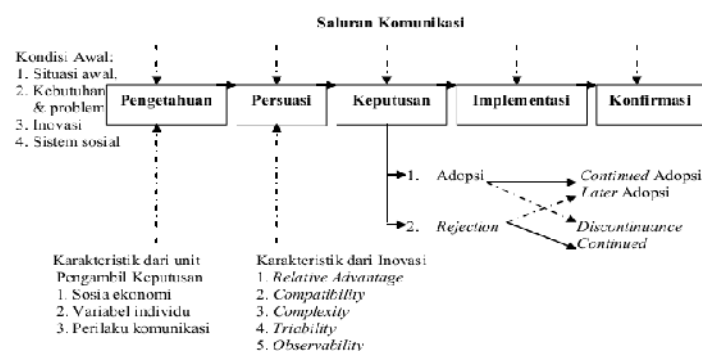 Saluran Komunikasi
Kondisi Awal:
1. Situasi awal,
2. Kebutuhan
& problem
3. Inovasi
4. Sistem sosial
Pengetahuan
Persuasi
Keputusan
Implementasi
Konfirmasi
1. Adopsi
2. Rejection
Continued Adopsi
Later Adopsi
Discontinuance
Continued
Karakteristik dari unit
Pengambil Keputusan
1. Sosia ekonomi
2. Variabel individu
3. Perilaku komunikasi
Karakteristik dari Inovasi
1. Relative Advantage
2. Compatibility
3. Complexity
4. Triability
5. Observability